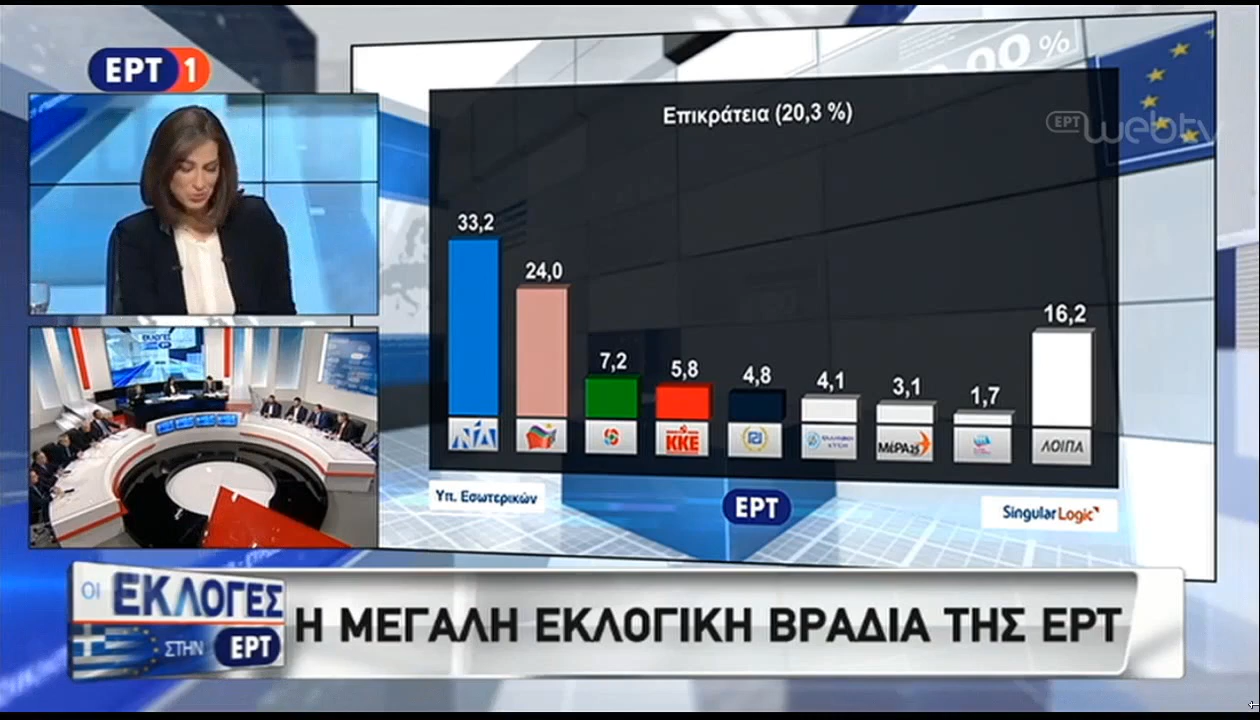 ΕΡΤ 1
00 %
Επικράτεια (20,3 %)
ΕΡΤ webtv
33,2
24,0
7,2
5,8
4,8
4,1
3,1
1,7
16,2
ΝΔ
ΚΚΕ
ΜέΡΑ25
ΛΟΙΠΑ
Υπ. Εσωτερικών
ΕΡΤ
SingularLogic
ΟΙ ΕΚΛΟΓΕΣ
ΣΤΗΝ ΕΡΤ
Η ΜΕΓΑΛΗ ΕΚΛΟΓΙΚΗ ΒΡΑΔΙΑ ΤΗΣ ΕΡΤ